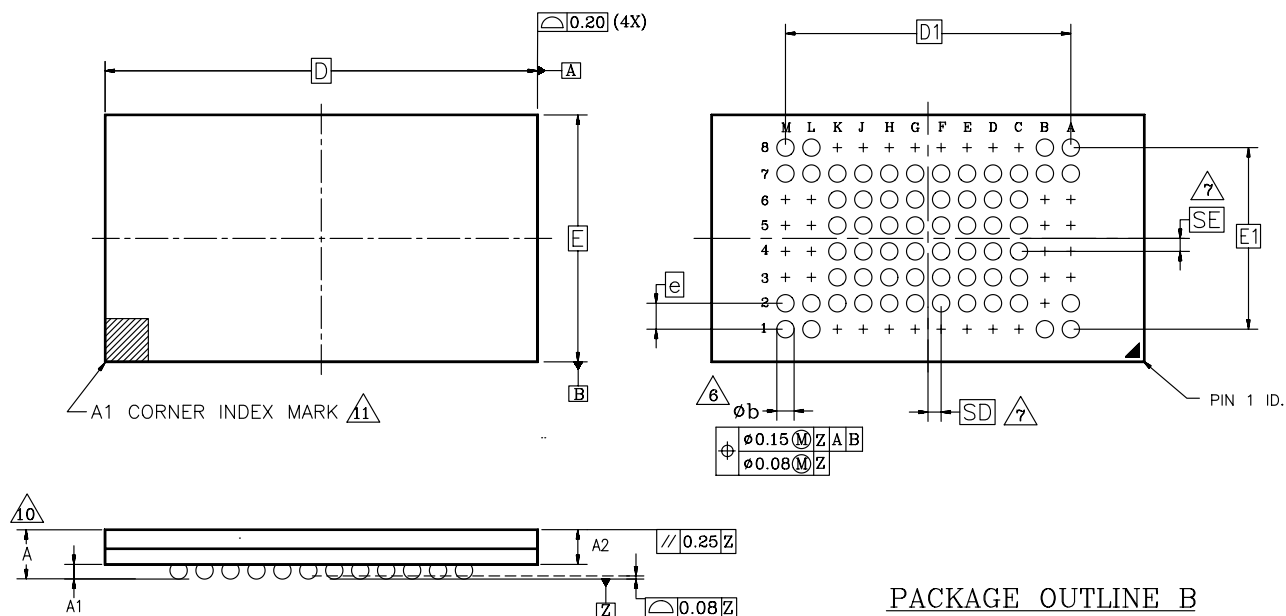 ⌓ 0.20 (4X)
D
A
E
B
A1 CORNER INDEX MARK 11
D1
M L K J H G F E D C B A
8
7
6
5
4
3
2
1
7
SE
E1
e
6
øb
SD 7
PIN 1 ID.
⌖ ø0.15 Ⓜ Z A B
ø0.08 Ⓜ Z
10
A
A1
A2
// 0.25 Z
Z
⌓ 0.08 Z
PACKAGE OUTLINE B